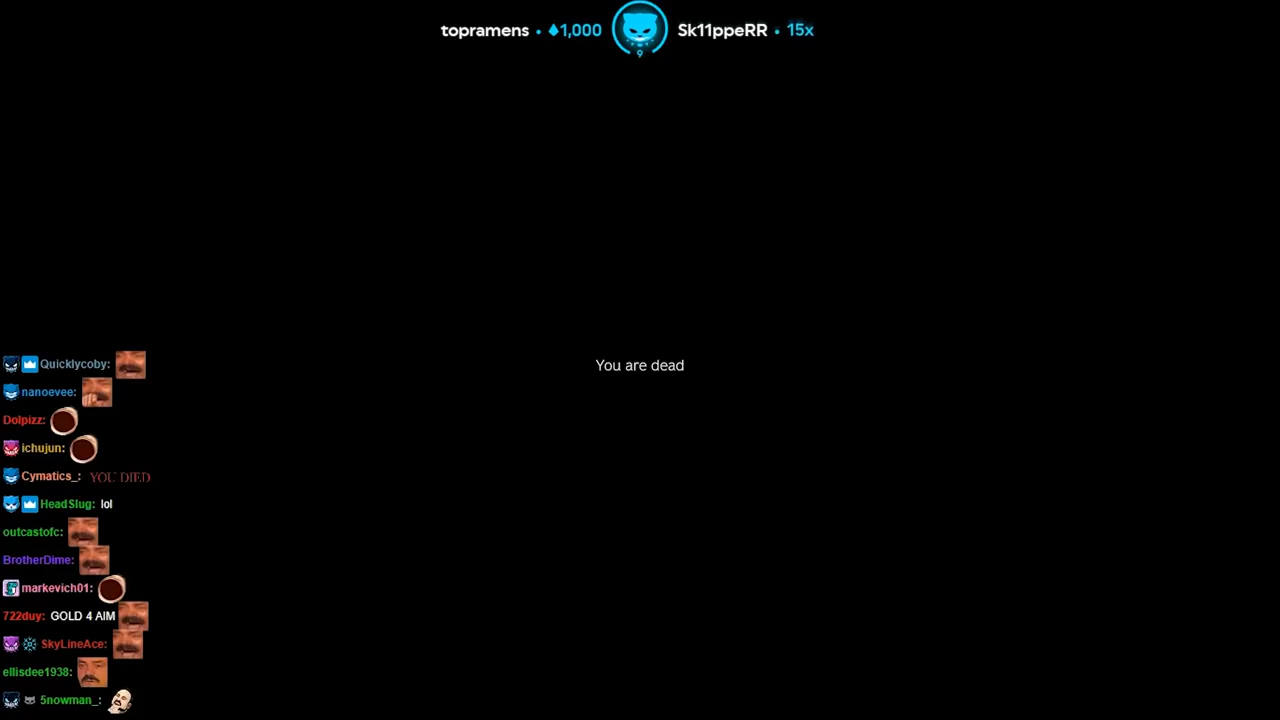 topramens • 1,000 Sk11ppeRR • 15x
You are dead
Quicklycoby:
nanoevee:
Dolpizz:
ichujun:
Cymatics_: YOU DIED
HeadSlug: lol
outcastofc:
BrotherDime:
markevich01:
722duy: GOLD 4 AIM
SkyLineAce:
ellisdee1938:
5nowman_: